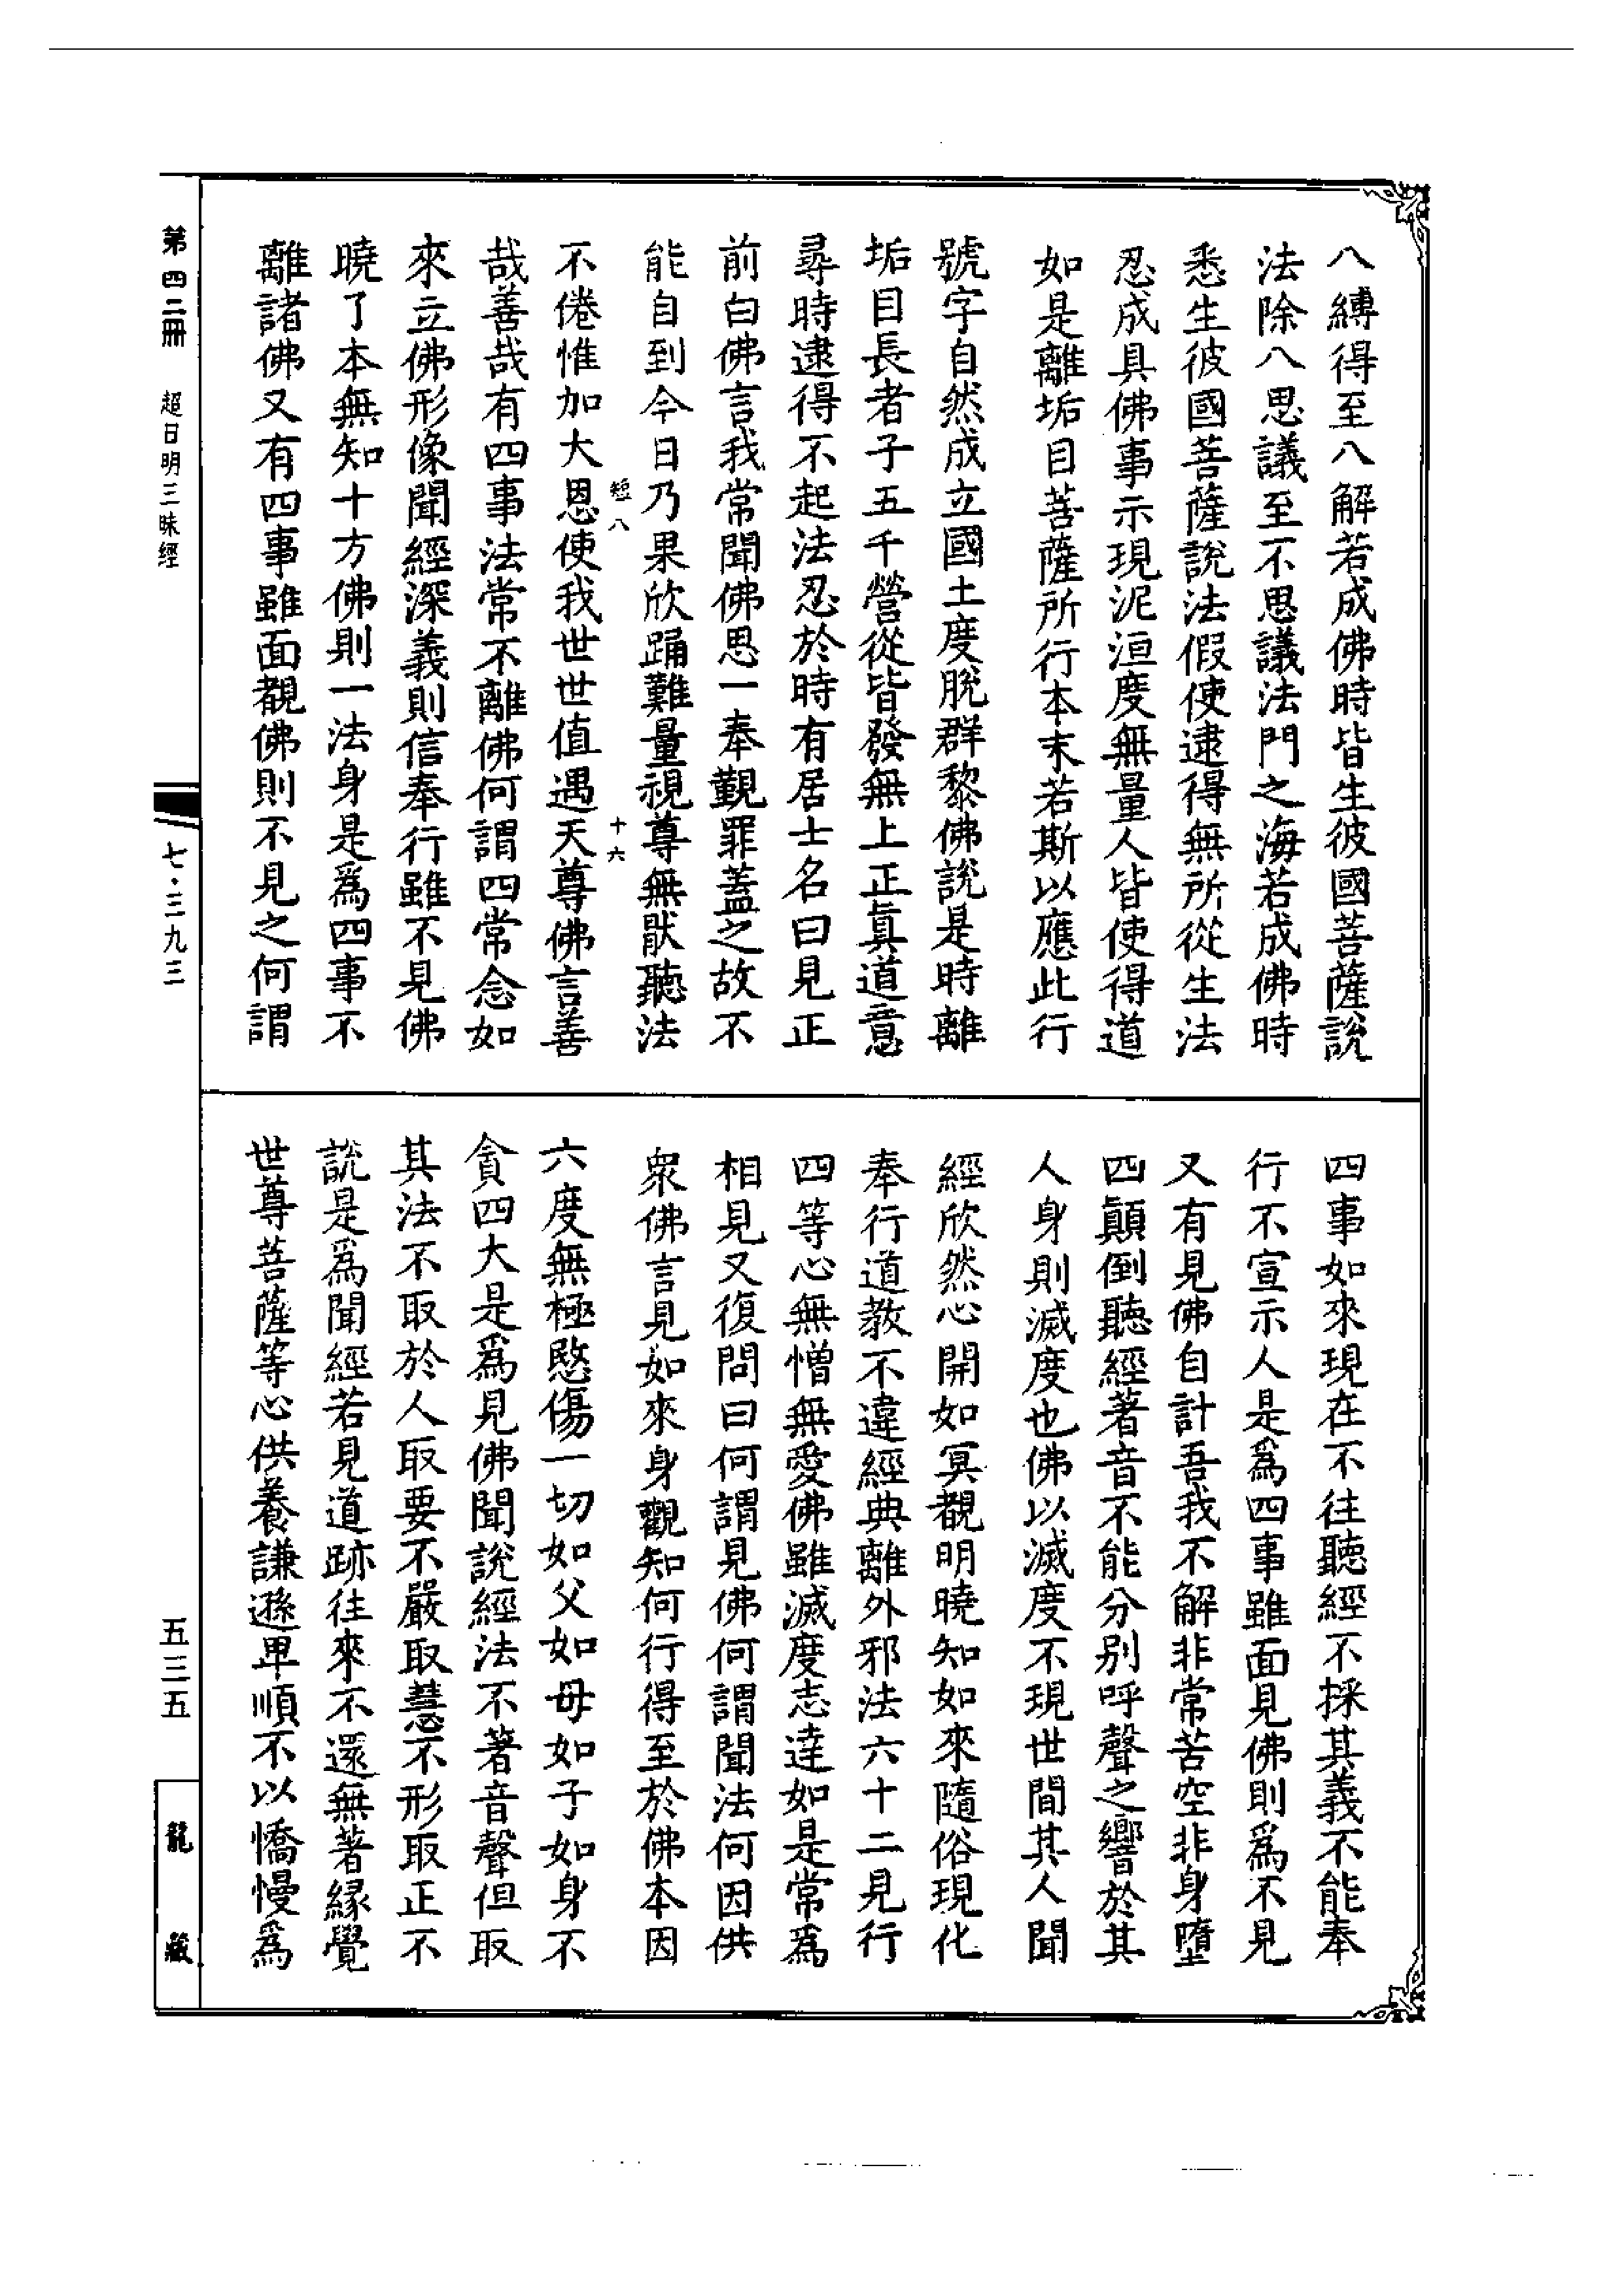 八縛得至八解若成佛時皆生彼國菩薩說
法除八思議至不思議法門之海若成佛時
悉生彼國菩薩說法假使逮得無所從生法
忍成具佛事示現泥洹度無量人皆使得道
如是離垢目菩薩所行本末若斯以應此行
號字自然成立國土度脫群黎佛說是時離
垢目長者子五千營從皆發無上正真道意
尋時逮得不起法忍於時有居士名曰見正
前白佛言我常聞佛思一奉覲罪蓋之故不
能自到今日乃果欣踊難量視尊無猒聽法
短八
十六
不倦惟加大恩使我世世值遇天尊佛言善
哉善哉有四事法常不離佛何謂四常念如
來立佛形像聞經深義則信奉行雖不見佛
曉了本無知十方佛則一法身是為四事不
離諸佛又有四事雖面覩佛則不見之何謂
四事如來現在不往聽經不採其義不能奉
行不宣示人是為四事雖面見佛則為不見
又有見佛自計吾我不解非常苦空非身墮
四顛倒聽經著音不能分別呼聲之響於其
人身則滅度也佛以滅度不現世間其人聞
經欣然心開如冥覩明曉知如來隨俗現化
奉行道教不違經典離外邪法六十二見行
四等心無憎無愛佛雖滅度志達如是常為
相見又復問曰何謂見佛何謂聞法何因供
眾佛言見如來身觀知何行得至於佛本因
六度無極愍傷一切如父如母如子如身不
貪四大是為見佛聞說經法不著音聲但取
其法不取於人取要不嚴取慧不形取正不
說是為聞經若見道跡往來不還無著緣覺
世尊菩薩等心供養謙遜卑順不以憍慢為
第四二冊
超日明三昧經
七·三九三
五三五
龍藏